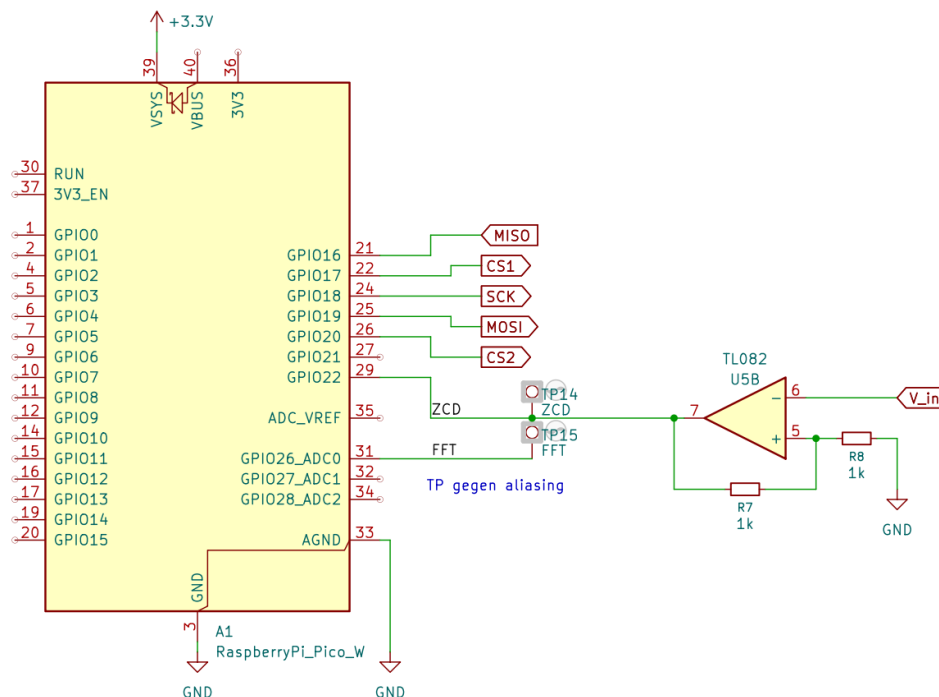 +3.3V
39
40
36
VSYS
VBUS
3V3
30
RUN
37
3V3_EN
1
GPIO0
2
GPIO1
4
GPIO2
5
GPIO3
6
GPIO4
7
GPIO5
9
GPIO6
10
GPIO7
11
GPIO8
12
GPIO9
14
GPIO10
15
GPIO11
16
GPIO12
17
GPIO13
19
GPIO14
20
GPIO15
GPIO16
21
MISO
GPIO17
22
CS1
GPIO18
24
SCK
GPIO19
25
MOSI
GPIO20
26
CS2
GPIO21
27
GPIO22
29
ADC_VREF
35
GPIO26_ADC0
31
GPIO27_ADC1
32
GPIO28_ADC2
34
AGND
33
GND
3
A1
RaspberryPi_Pico_W
GND
GND
ZCD
FFT
TP14
ZCD
TP15
FFT
TP gegen aliasing
TL082
U5B
7
6
-
5
+
V_in
R8
1k
R7
1k
GND